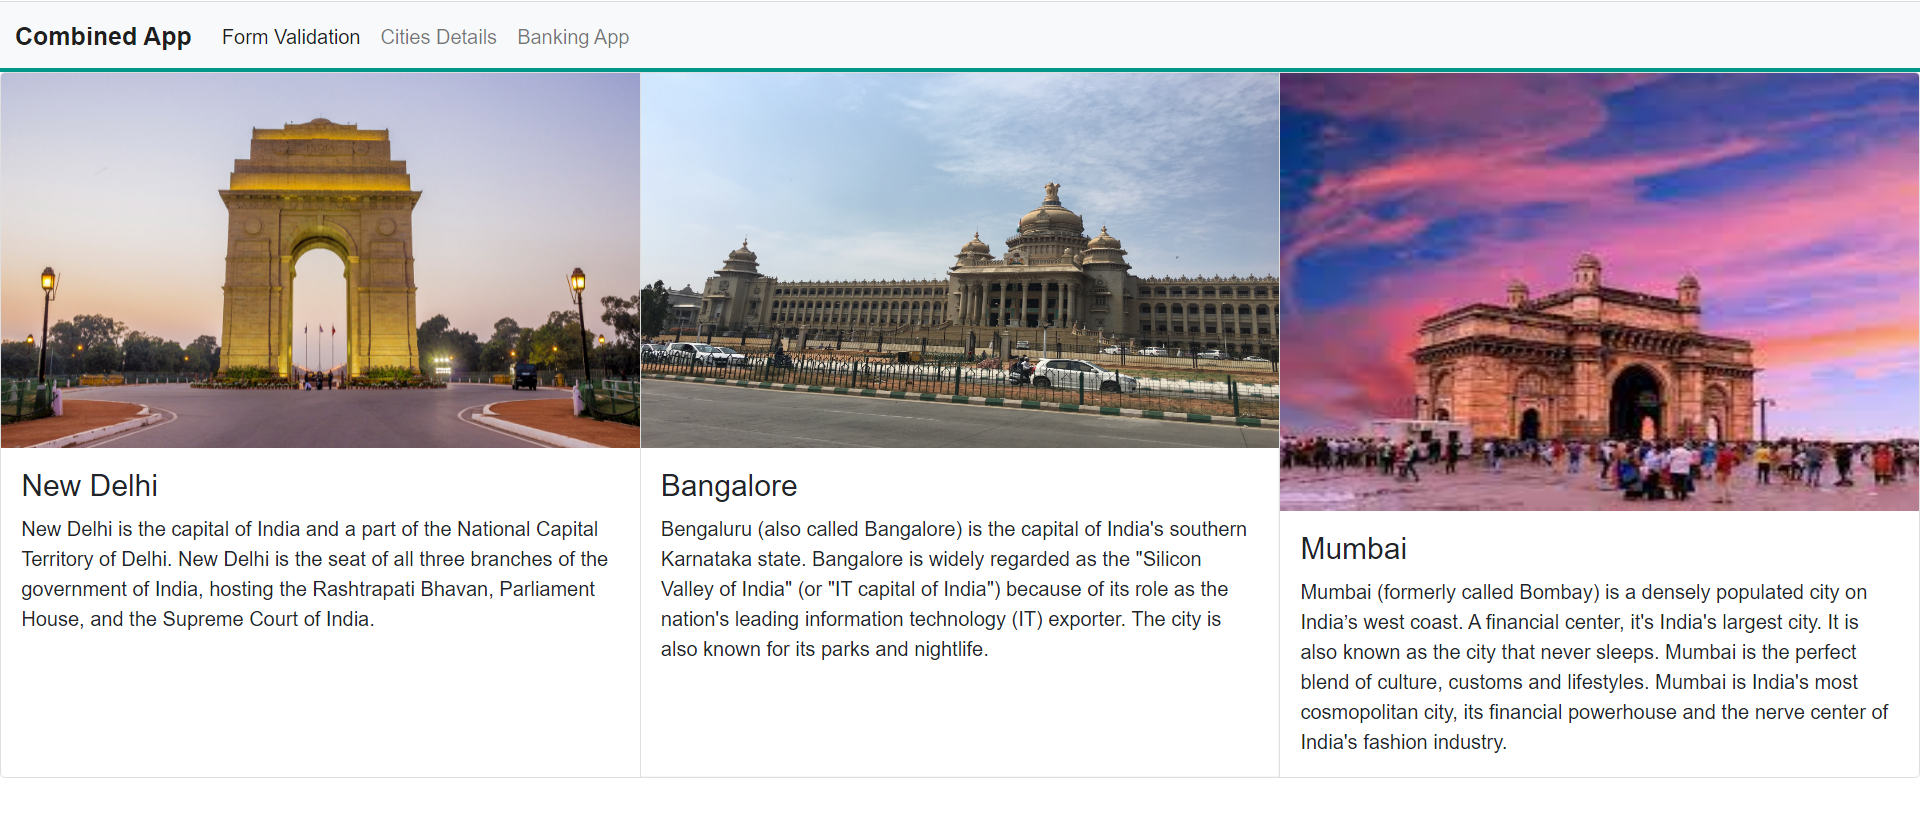 Combined App Form Validation Cities Details Banking App
New Delhi
New Delhi is the capital of India and a part of the National Capital
Territory of Delhi. New Delhi is the seat of all three branches of the
government of India, hosting the Rashtrapati Bhavan, Parliament
House, and the Supreme Court of India.
Bangalore
Bengaluru (also called Bangalore) is the capital of India's southern
Karnataka state. Bangalore is widely regarded as the "Silicon
Valley of India" (or "IT capital of India") because of its role as the
nation's leading information technology (IT) exporter. The city is
also known for its parks and nightlife.
Mumbai
Mumbai (formerly called Bombay) is a densely populated city on
India’s west coast. A financial center, it's India's largest city. It is
also known as the city that never sleeps. Mumbai is the perfect
blend of culture, customs and lifestyles. Mumbai is India's most
cosmopolitan city, its financial powerhouse and the nerve center of
India's fashion industry.